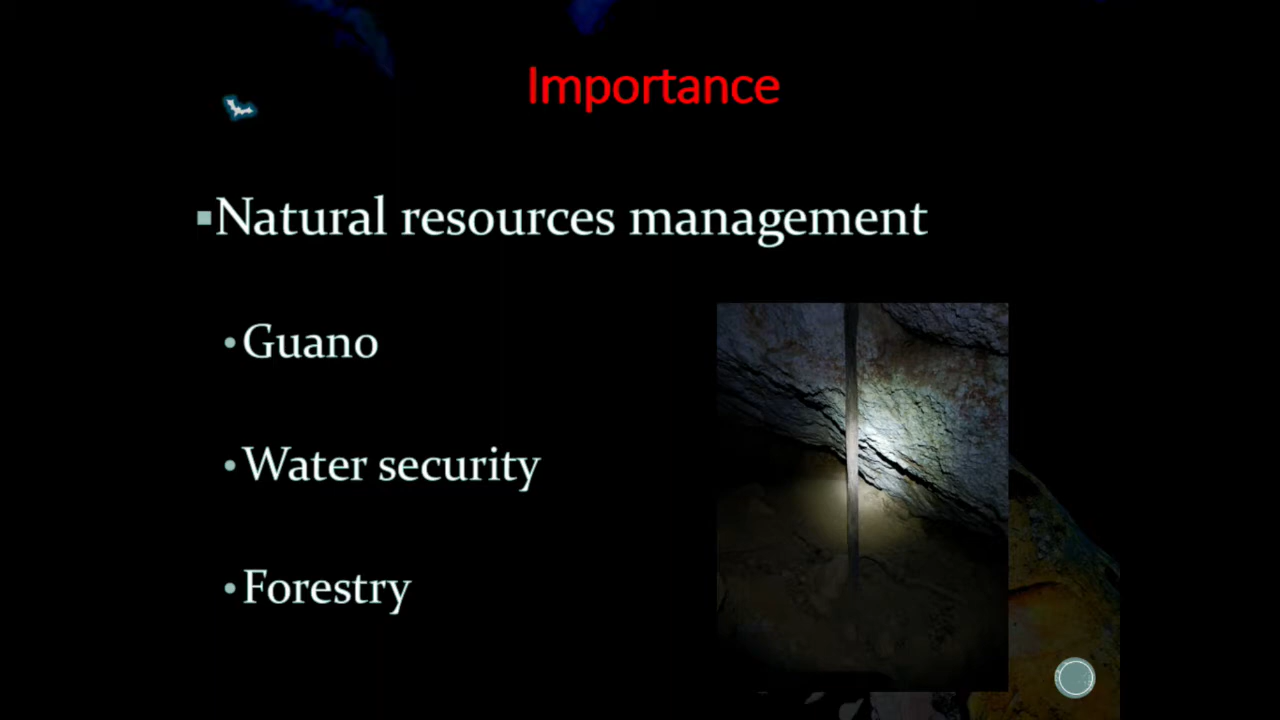 Importance
Natural resources management
Guano
Water security
Forestry